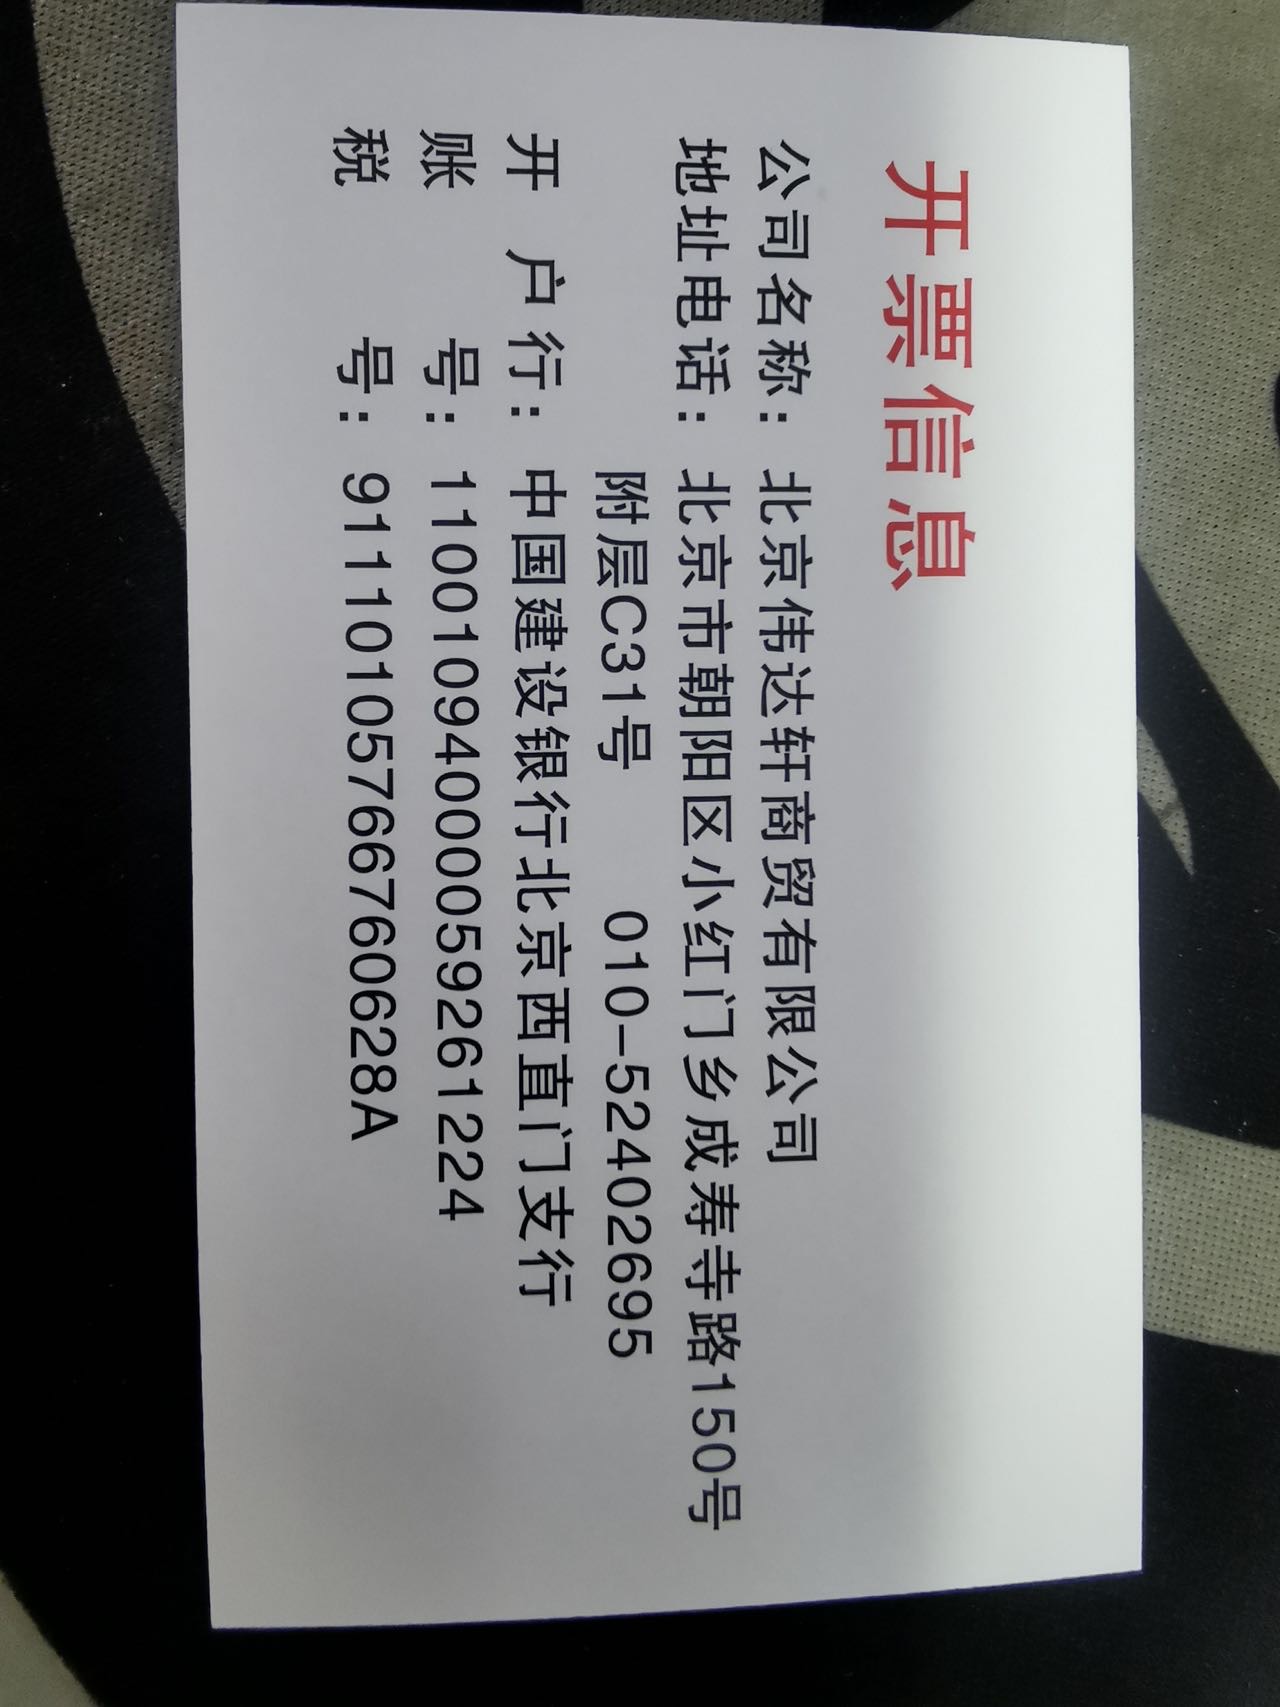 开票信息
公司名称：北京伟达轩商贸有限公司
地址电话：北京市朝阳区小红门乡成寿寺路150号
附层C31号 010-52402695
开 户 行：中国建设银行北京西直门支行
账 号：11001094000059261224
税 号：91110105766760628A